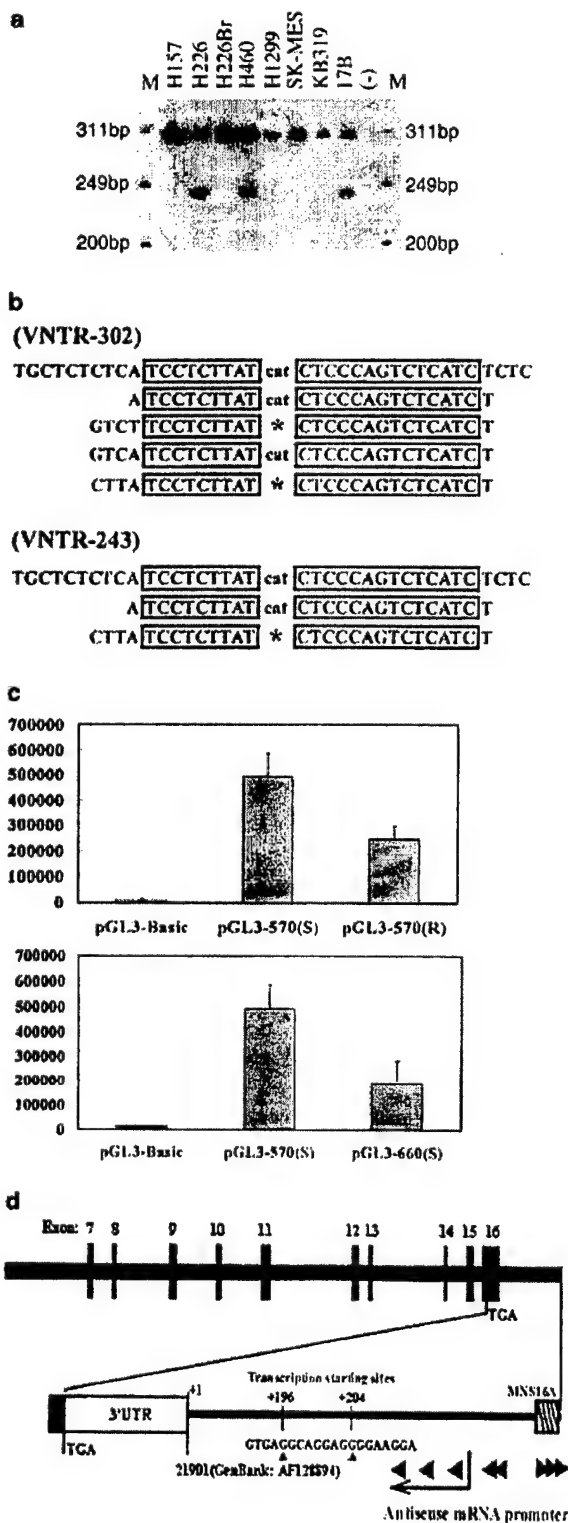 a
M H157 H226 H226Br H460 H1299 SK-MES KB319 17B (-) M
311bp 311bp
249bp 249bp
200bp 200bp
b
(VNTR-302)
TGCTCTCTCA TCCTCTTAT cat CTCCCAGTCTCATC TCTC
A TCCTCTTAT cat CTCCCAGTCTCATC T
GTCT TCCTCTTAT * CTCCCAGTCTCATC T
GTCA TCCTCTTAT cat CTCCCAGTCTCATC T
CTTA TCCTCTTAT * CTCCCAGTCTCATC T
(VNTR-243)
TGCTCTCTCA TCCTCTTAT cat CTCCCAGTCTCATC TCTC
A TCCTCTTAT cat CTCCCAGTCTCATC T
CTTA TCCTCTTAT * CTCCCAGTCTCATC T
c
700000
600000
500000
400000
300000
200000
100000
0
pGL3-Basic pGL3-570(S) pGL3-570(R)
700000
600000
500000
400000
300000
200000
100000
0
pGL3-Basic pGL3-570(S) pGL3-660(S)
d
Exon: 7 8 9 10 11 12 13 14 15 16
TGA
Transcription starting sites
+1 +196 +204 MNS16A
3'UTR
TGA GTGAGGCAGGAGGGGAAGGA
21901(GenBank: AF128894)
Antisense mRNA promoter